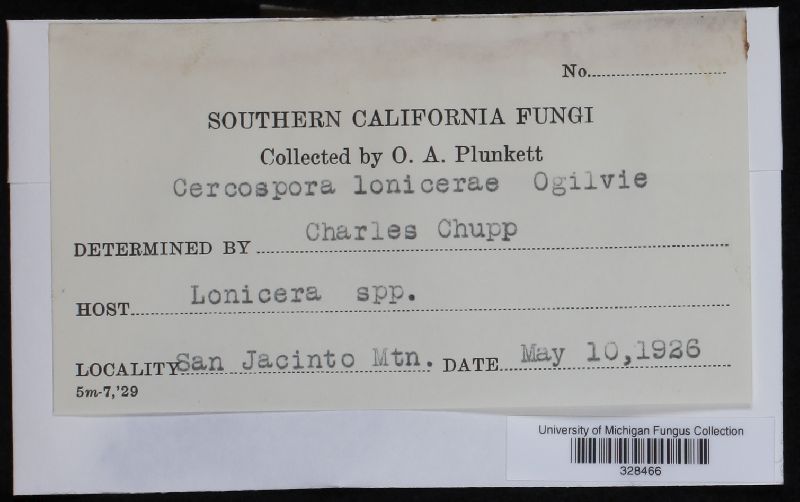 No.
SOUTHERN CALIFORNIA FUNGI
Collected by O. A. Plunkett
Cercospora lonicerae Ogilvie
DETERMINED BY Charles Chupp
HOST Lonicera spp.
LOCALITY San Jacinto Mtn. DATE May 10,1926
5m-7,'29
University of Michigan Fungus Collection
328466